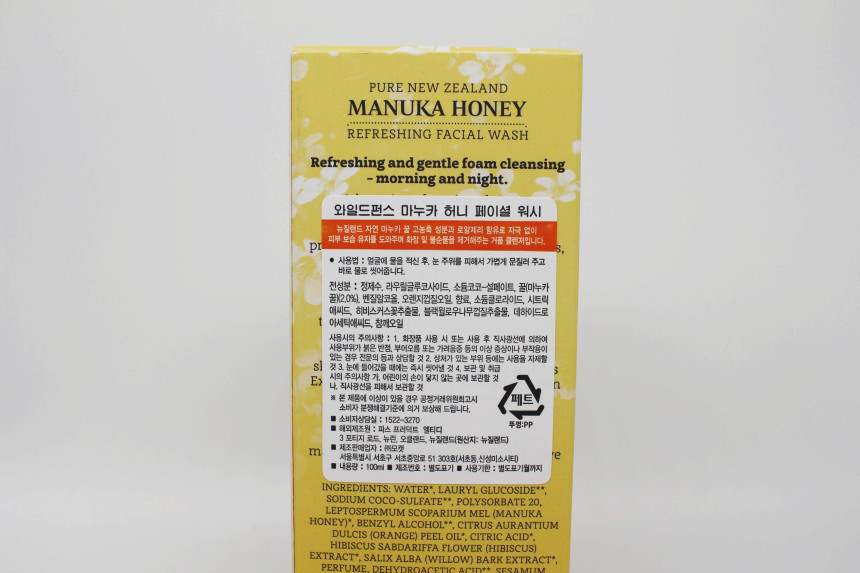 PURE NEW ZEALAND
MANUKA HONEY
REFRESHING FACIAL WASH
Refreshing and gentle foam cleansing
– morning and night.
와일드펀스 마누카 허니 페이셜 워시
뉴질랜드 자연 마누카 꿀 고농축 성분과 로얄제리 함유로 자극 없이
피부 보습 유지를 도와주며 화장 및 불순물을 제거해주는 거품 클렌저입니다.
● 사용법 : 얼굴에 물을 적신 후, 눈 주위를 피해서 가볍게 문질러 주고
바로 물로 씻어줍니다.
전성분 : 정제수, 라우릴글루코사이드, 소듐코코-설페이트, 꿀(마누카
꿀)(2.0%), 벤질알코올, 오렌지껍질오일, 향료, 소듐클로라이드, 시트릭
애씨드, 히비스커스꽃추출물, 블랙윌로우나무껍질추출물, 데하이드로
아세틱애씨드, 참깨오일
사용시의 주의사항 : 1. 화장품 사용 시 또는 사용 후 직사광선에 의하여
사용부위가 붉은 반점, 부어오름 또는 가려움증 등의 이상 증상이나 부작용이
있는 경우 전문의 등과 상담할 것 2. 상처가 있는 부위 등에는 사용을 자제할
것 3. 눈에 들어갔을 때에는 즉시 씻어낼 것 4. 보관 및 취급
시의 주의사항 가. 어린이의 손이 닿지 않는 곳에 보관할 것
나. 직사광선을 피해서 보관할 것
※ 본 제품에 이상이 있을 경우 공정거래위원회고시
소비자 분쟁해결기준에 의거 보상해 드립니다.
페트
뚜껑:PP
■ 소비자상담실 : 1522-3270
■ 해외제조원 : 파스 프러덕트 엘티디
3 포티지 로드, 뉴린, 오클랜드, 뉴질랜드(원산지: 뉴질랜드)
■ 제조판매업자 : ㈜모켓
서울특별시 서초구 서초중앙로 51 303호(서초동,신성미소시티)
■ 내용량 : 100ml ■ 제조번호 : 별도표기 ■ 사용기한 : 별도표기월까지
INGREDIENTS: WATER*, LAURYL GLUCOSIDE**,
SODIUM COCO-SULFATE**, POLYSORBATE 20,
LEPTOSPERMUM SCOPARIUM MEL (MANUKA
HONEY)*, BENZYL ALCOHOL**, CITRUS AURANTIUM
DULCIS (ORANGE) PEEL OIL*, CITRIC ACID*,
HIBISCUS SABDARIFFA FLOWER (HIBISCUS)
EXTRACT*, SALIX ALBA (WILLOW) BARK EXTRACT*,
PERFUME, DEHYDROACETIC ACID**, SESAMUM